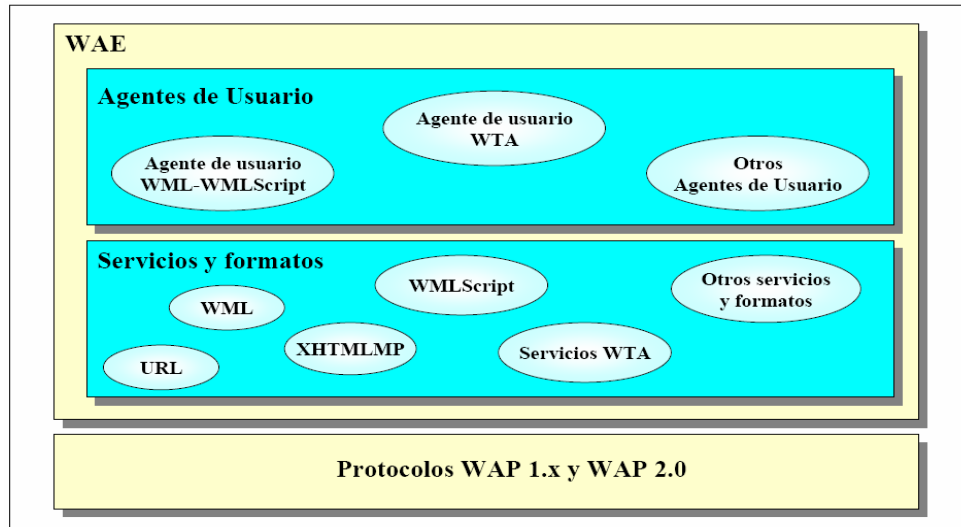 WAE
Agentes de Usuario
Agente de usuario
WTA
Agente de usuario
WML-WMLScript
Otros
Agentes de Usuario
Servicios y formatos
WMLScript
Otros servicios
y formatos
WML
XHTMLMP
Servicios WTA
URL
Protocolos WAP 1.x y WAP 2.0